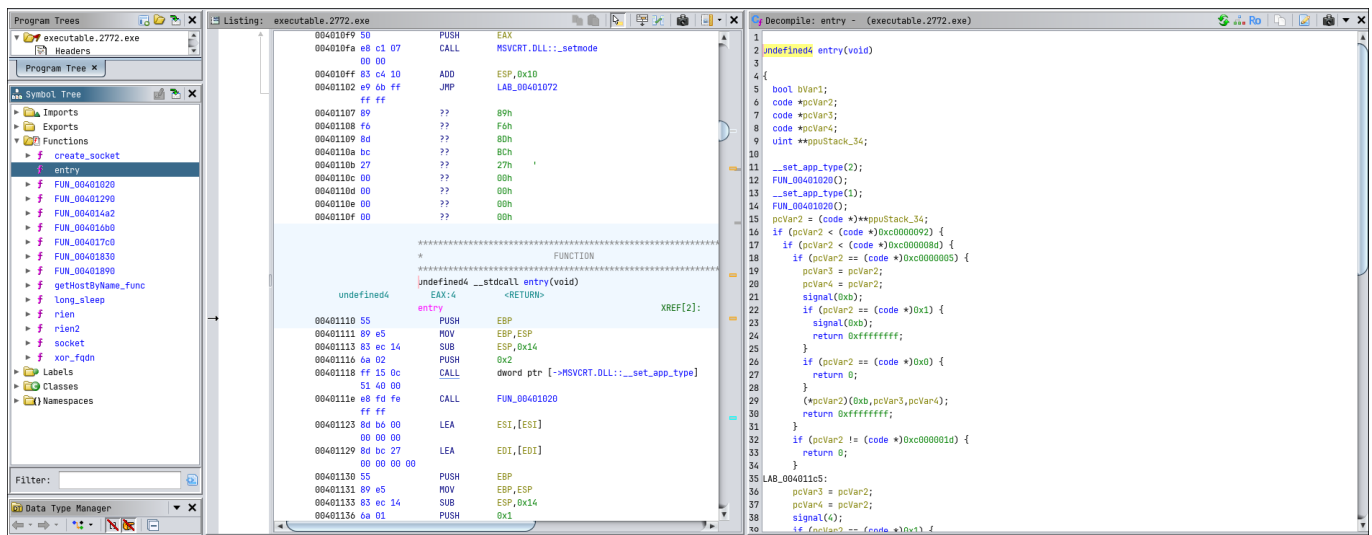 Program Trees
executable.2772.exe
Headers
Program Tree ×
Symbol Tree
Imports
Exports
Functions
f create_socket
f entry
f FUN_00401020
f FUN_00401290
f FUN_004014a2
f FUN_004016b0
f FUN_004017c0
f FUN_00401830
f FUN_00401890
f getHostByName_func
f long_sleep
f rien
f rien2
f socket
f xor_fqdn
Labels
Classes
Namespaces
Filter:
Data Type Manager
Listing: executable.2772.exe
004010f9 50 PUSH EAX
004010fa e8 c1 07 CALL MSVCRT.DLL::_setmode
00 00
004010ff 83 c4 10 ADD ESP,0x10
00401102 e9 6b ff JMP LAB_00401072
ff ff
00401107 89 ?? 89h
00401108 f6 ?? F6h
00401109 8d ?? 8Dh
0040110a bc ?? BCh
0040110b 27 ?? 27h '
0040110c 00 ?? 00h
0040110d 00 ?? 00h
0040110e 00 ?? 00h
0040110f 00 ?? 00h
* FUNCTION
undefined4 __stdcall entry(void)
undefined4 EAX:4 <RETURN>
entry XREF[2]:
00401110 55 PUSH EBP
00401111 89 e5 MOV EBP,ESP
00401113 83 ec 14 SUB ESP,0x14
00401116 6a 02 PUSH 0x2
00401118 ff 15 0c CALL dword ptr [->MSVCRT.DLL::__set_app_type]
51 40 00
0040111e e8 fd fe CALL FUN_00401020
ff ff
00401123 8d b6 00 LEA ESI,[ESI]
00 00 00
00401129 8d bc 27 LEA EDI,[EDI]
00 00 00 00
00401130 55 PUSH EBP
00401131 89 e5 MOV EBP,ESP
00401133 83 ec 14 SUB ESP,0x14
00401136 6a 01 PUSH 0x1
Decompile: entry - (executable.2772.exe)
Ro
1
2 undefined4 entry(void)
3
4 {
5 bool bVar1;
6 code *pcVar2;
7 code *pcVar3;
8 code *pcVar4;
9 uint **ppuStack_34;
10
11 __set_app_type(2);
12 FUN_00401020();
13 __set_app_type(1);
14 FUN_00401020();
15 pcVar2 = (code *)**ppuStack_34;
16 if (pcVar2 < (code *)0xc0000092) {
17 if (pcVar2 < (code *)0xc000008d) {
18 if (pcVar2 == (code *)0xc0000005) {
19 pcVar3 = pcVar2;
20 pcVar4 = pcVar2;
21 signal(0xb);
22 if (pcVar2 == (code *)0x1) {
23 signal(0xb);
24 return 0xffffffff;
25 }
26 if (pcVar2 == (code *)0x0) {
27 return 0;
28 }
29 (*pcVar2)(0xb,pcVar3,pcVar4);
30 return 0xffffffff;
31 }
32 if (pcVar2 != (code *)0xc000001d) {
33 return 0;
34 }
35 LAB_004011c5:
36 pcVar3 = pcVar2;
37 pcVar4 = pcVar2;
38 signal(4);
39 if (pcVar2 == (code *)0x1) {